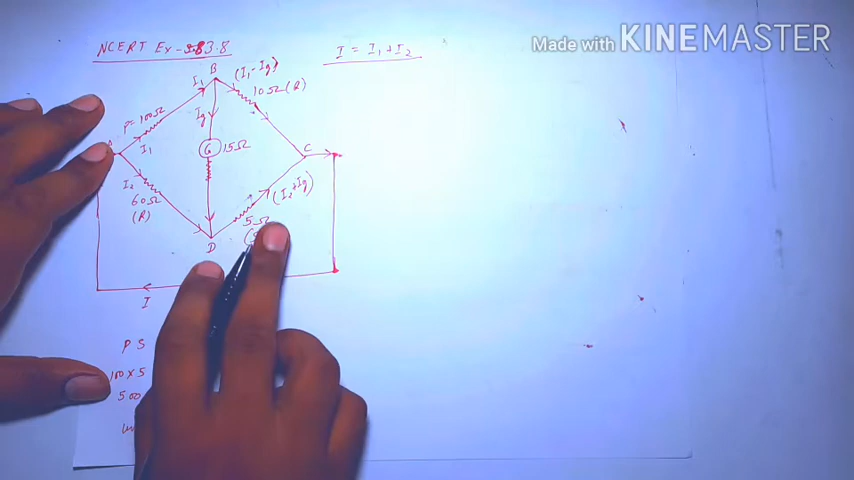 NCERT Ex-3.8
I = I₁+I₂
Made with KINEMASTER
B
I₁
(I₁-Ig)
10Ω(R)
P=100Ω
Ig
G
15Ω
I₁
C
I₂
60Ω
(R)
(I₂+Ig)
5Ω
D
I
P S
100 X 5
500